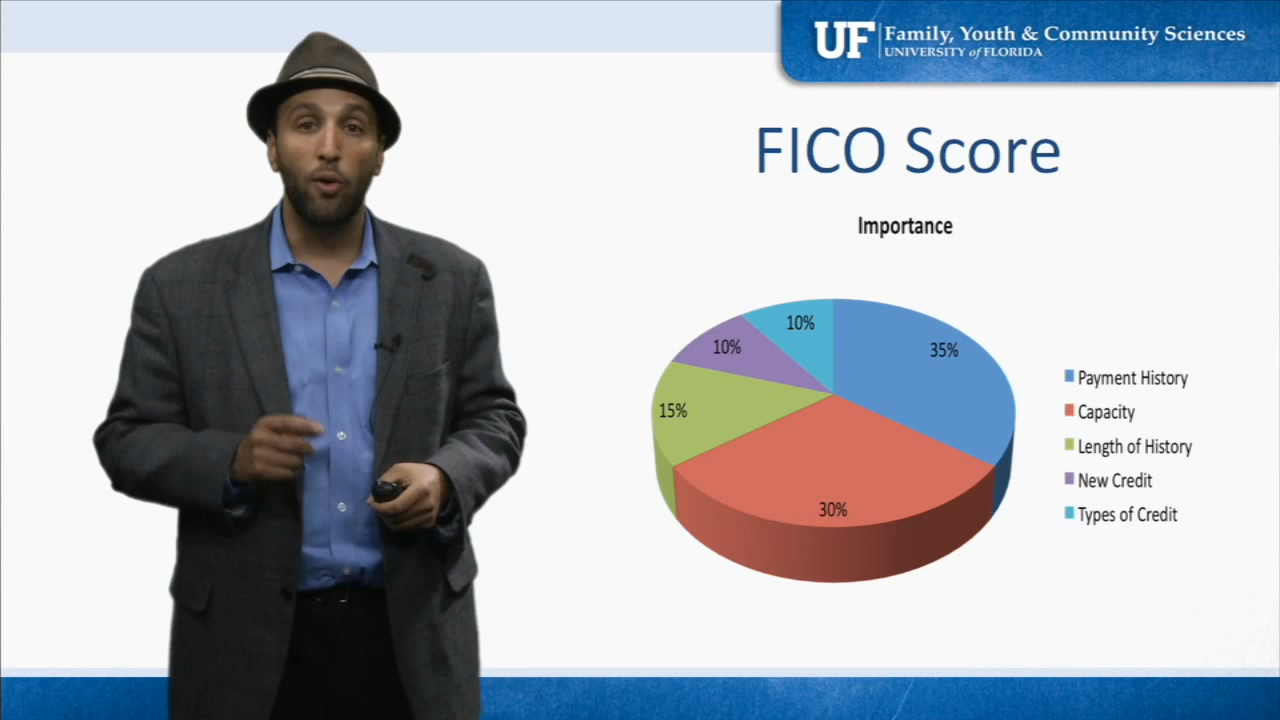 UF Family, Youth & Community Sciences
UNIVERSITY of FLORIDA
FICO Score
Importance
10%
35%
10%
15%
30%
Payment History
Capacity
Length of History
New Credit
Types of Credit